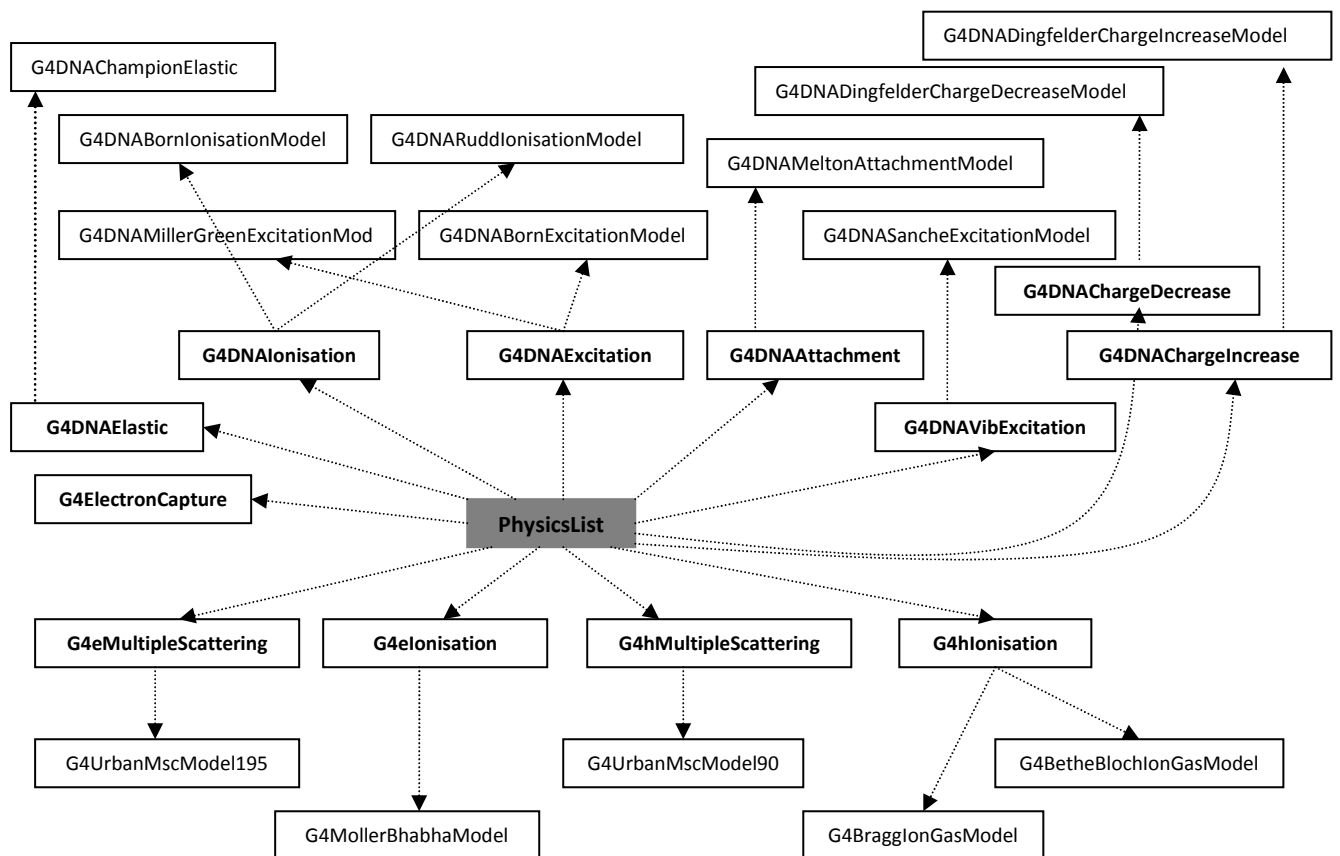 G4DNADingfelderChargeIncreaseModel
G4DNAChampionElastic
G4DNADingfelderChargeDecreaseModel
G4DNABornIonisationModel
G4DNARuddIonisationModel
G4DNAMeltonAttachmentModel
G4DNAMillerGreenExcitationMod
G4DNABornExcitationModel
G4DNASancheExcitationModel
G4DNAChargeDecrease
G4DNAIonisation
G4DNAExcitation
G4DNAAttachment
G4DNAChargeIncrease
G4DNAElastic
G4DNAVibExcitation
G4ElectronCapture
PhysicsList
G4eMultipleScattering
G4eIonisation
G4hMultipleScattering
G4hIonisation
G4UrbanMscModel195
G4UrbanMscModel90
G4BetheBlochIonGasModel
G4MollerBhabhaModel
G4BraggIonGasModel